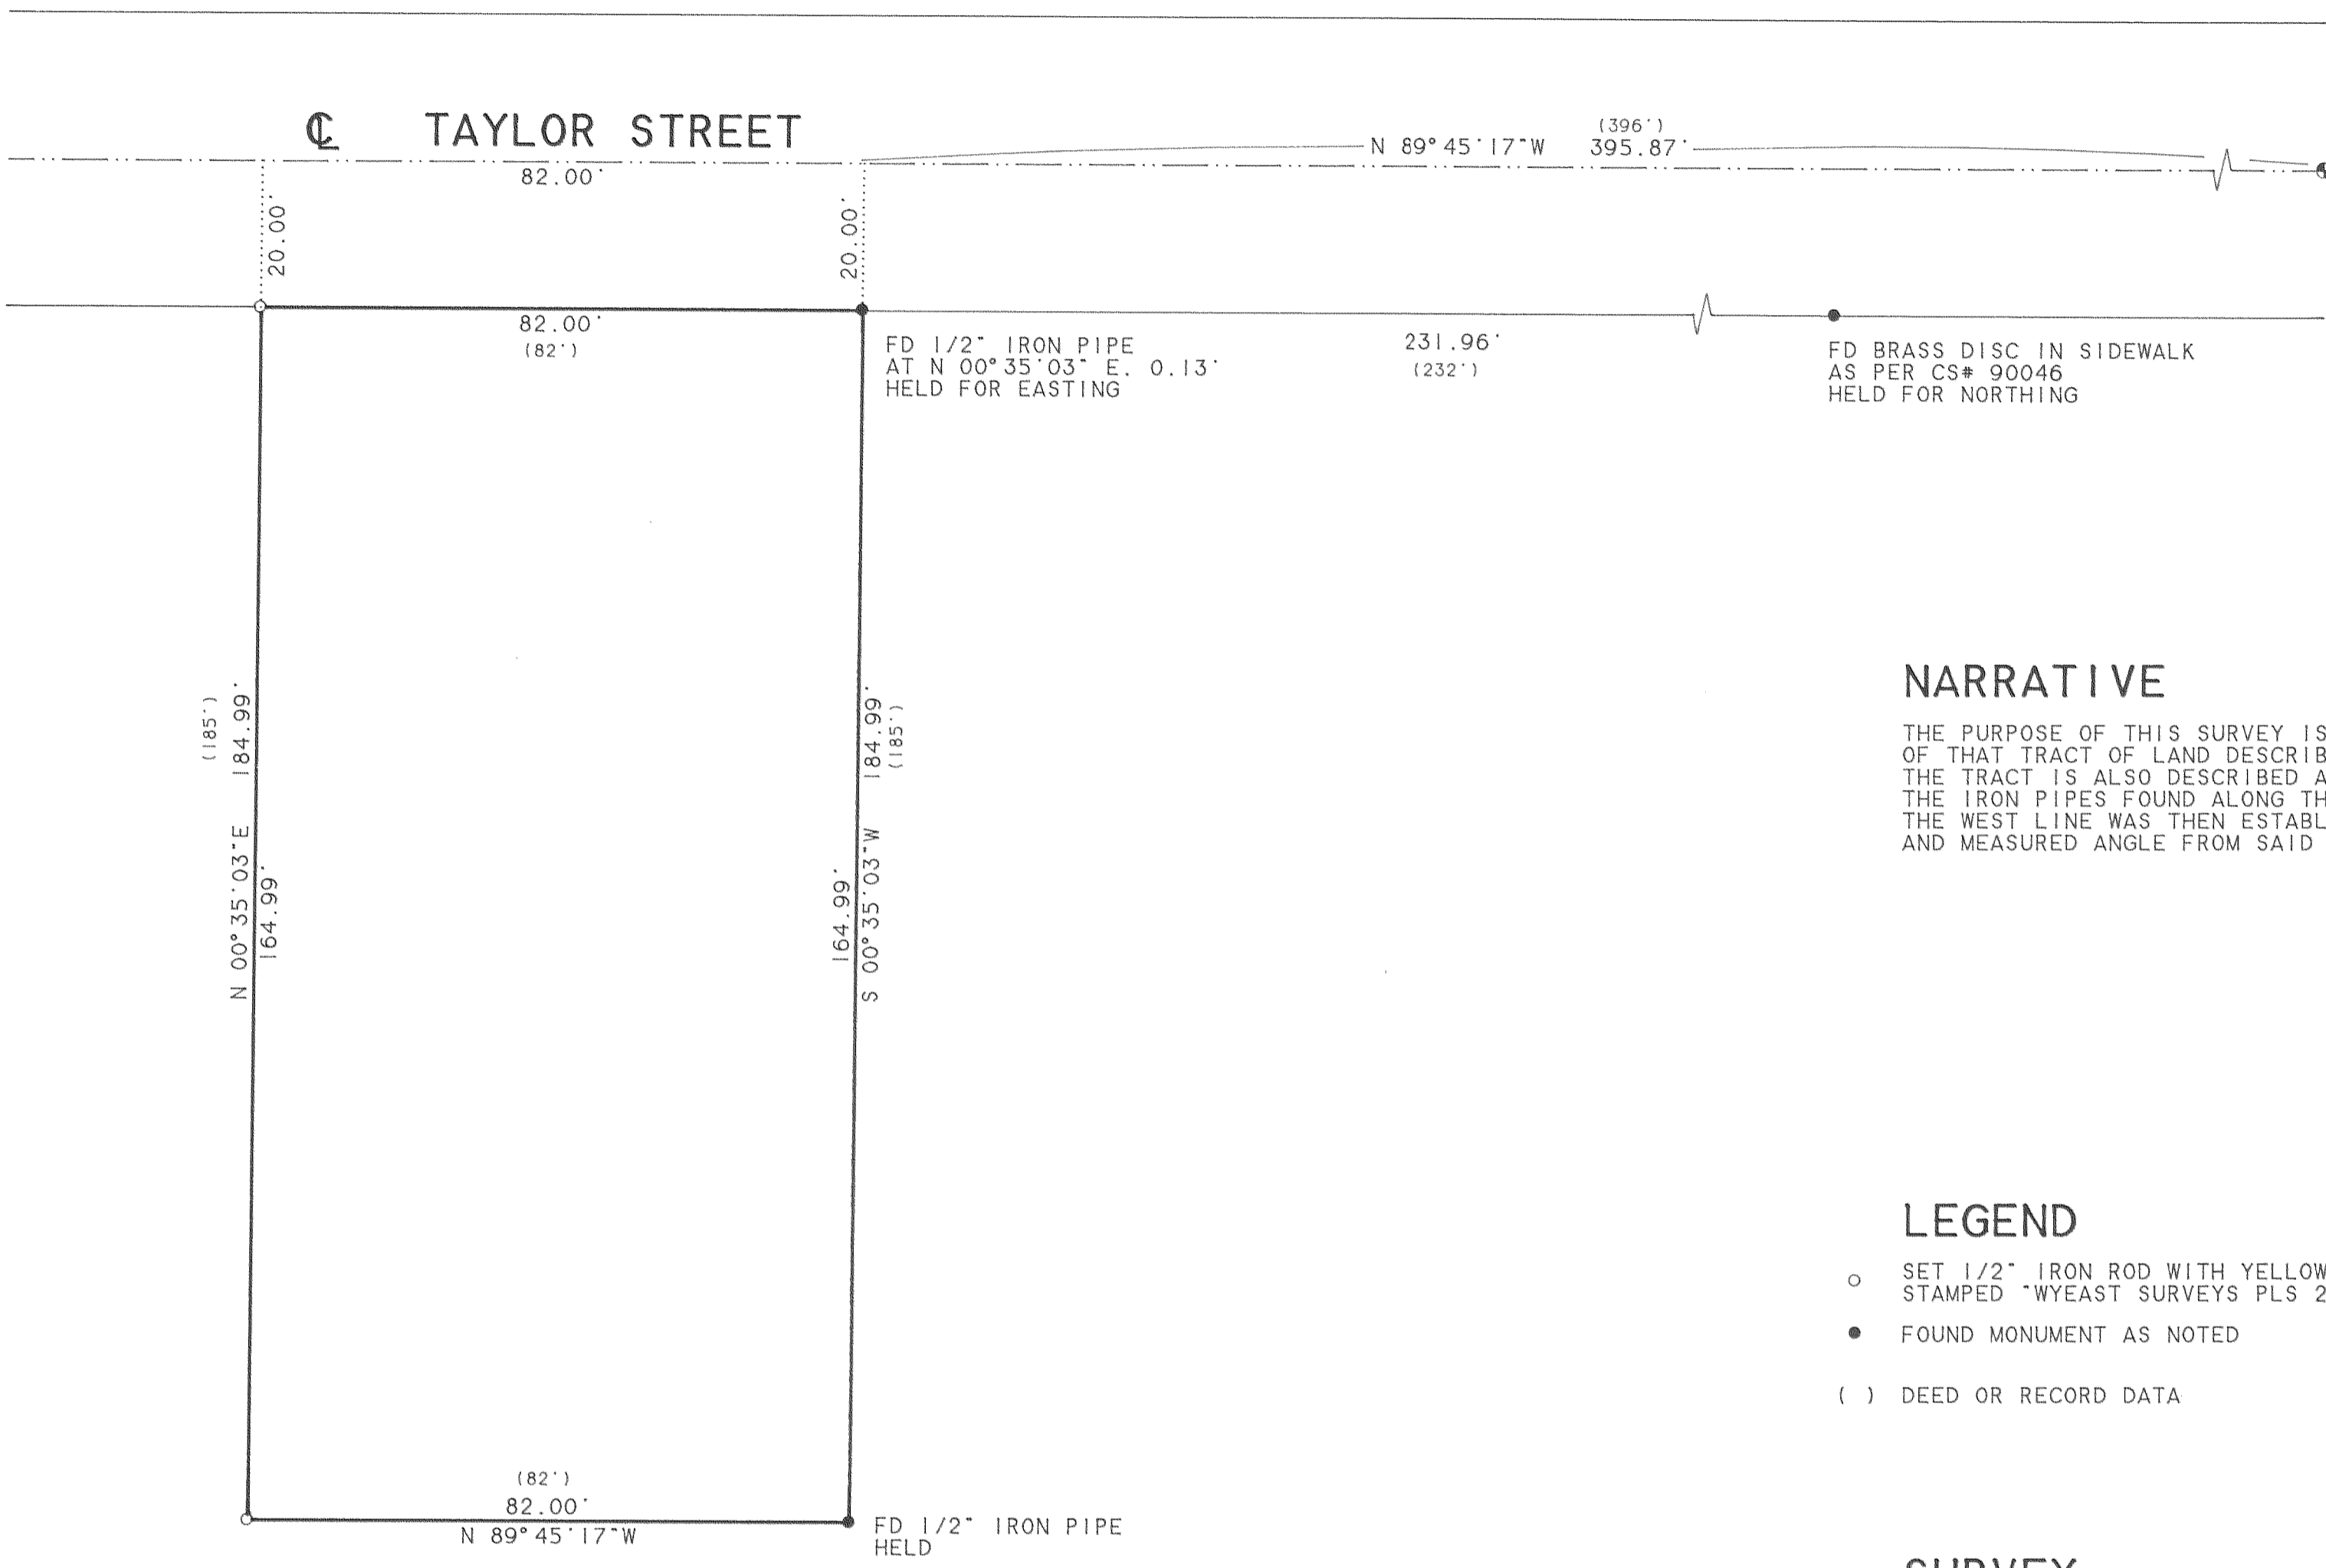 ℄ TAYLOR STREET
(396')
N 89°45'17"W 395.87'
82.00'
20.00'
20.00'
82.00'
(82')
FD 1/2" IRON PIPE
AT N 00°35'03" E. 0.13'
HELD FOR EASTING
231.96'
(232')
FD BRASS DISC IN SIDEWALK
AS PER CS# 90046
HELD FOR NORTHING
(185')
N 00°35'03"E 184.99'
164.99'
164.99'
S 00°35'03"W 184.99'
(185')
NARRATIVE
THE PURPOSE OF THIS SURVEY IS
OF THAT TRACT OF LAND DESCRIB
THE TRACT IS ALSO DESCRIBED A
THE IRON PIPES FOUND ALONG TH
THE WEST LINE WAS THEN ESTABL
AND MEASURED ANGLE FROM SAID
LEGEND
SET 1/2" IRON ROD WITH YELLOW
STAMPED "WYEAST SURVEYS PLS 2
FOUND MONUMENT AS NOTED
( ) DEED OR RECORD DATA
(82')
82.00'
N 89°45'17"W
FD 1/2" IRON PIPE
HELD
SURVEY